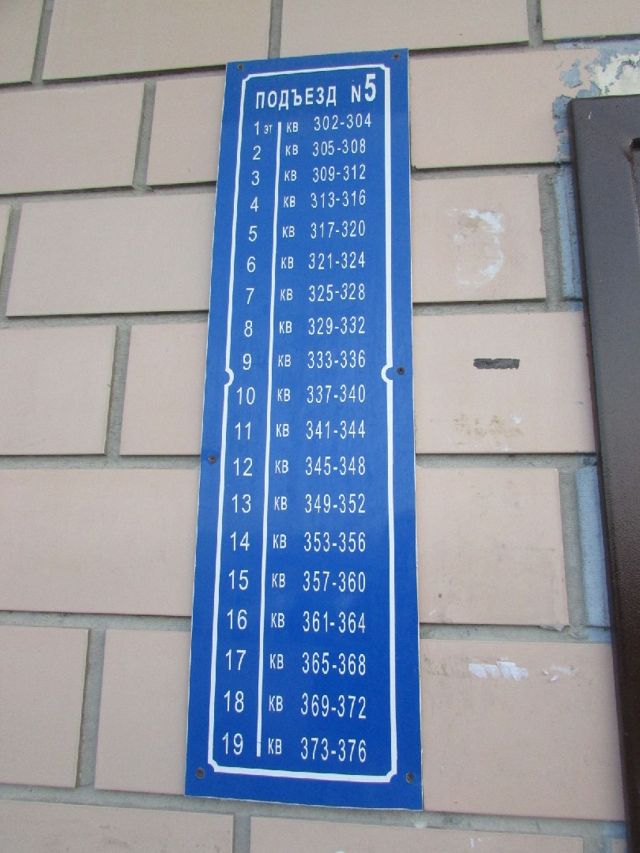 ПОДЪЕЗД N5
1 эт кв 302-304
2 кв 305-308
3 кв 309-312
4 кв 313-316
5 кв 317-320
6 кв 321-324
7 кв 325-328
8 кв 329-332
9 кв 333-336
10 кв 337-340
11 кв 341-344
12 кв 345-348
13 кв 349-352
14 кв 353-356
15 кв 357-360
16 кв 361-364
17 кв 365-368
18 кв 369-372
19 кв 373-376